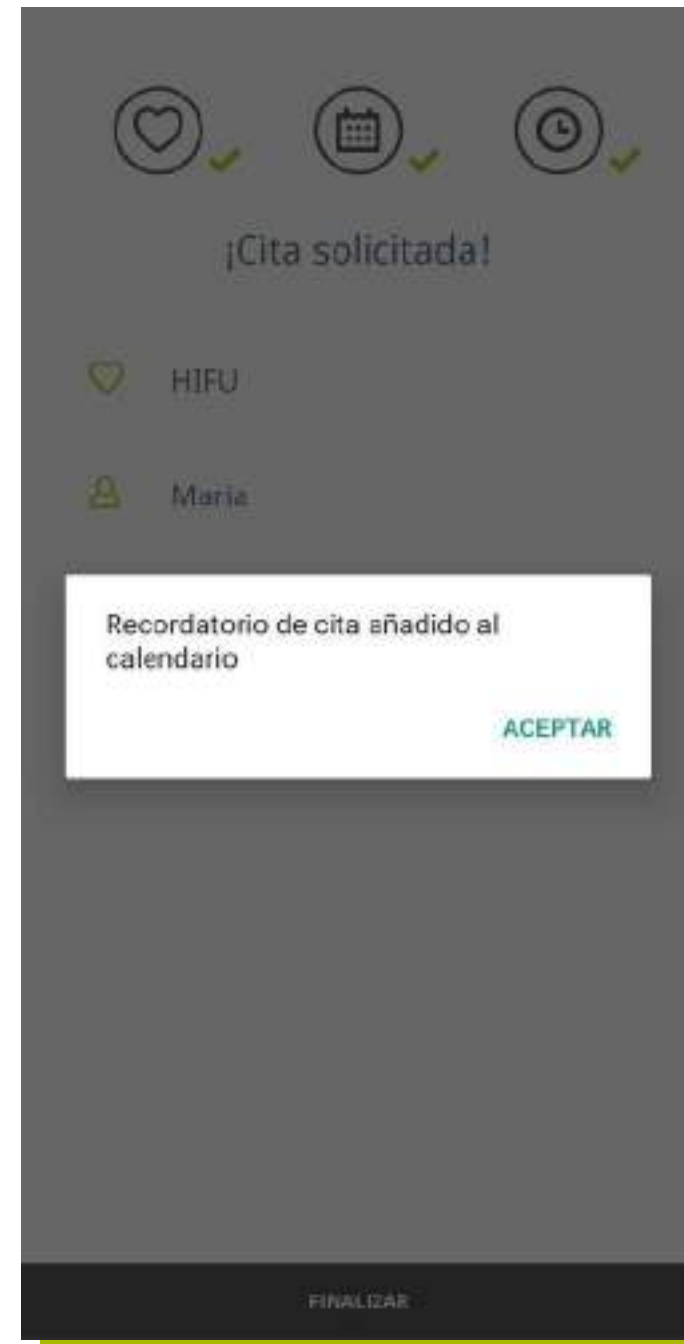 ¡Cita solicitada!
HIFU
Maria
Recordatorio de cita añadido al
calendario
ACEPTAR
FINALIZAR